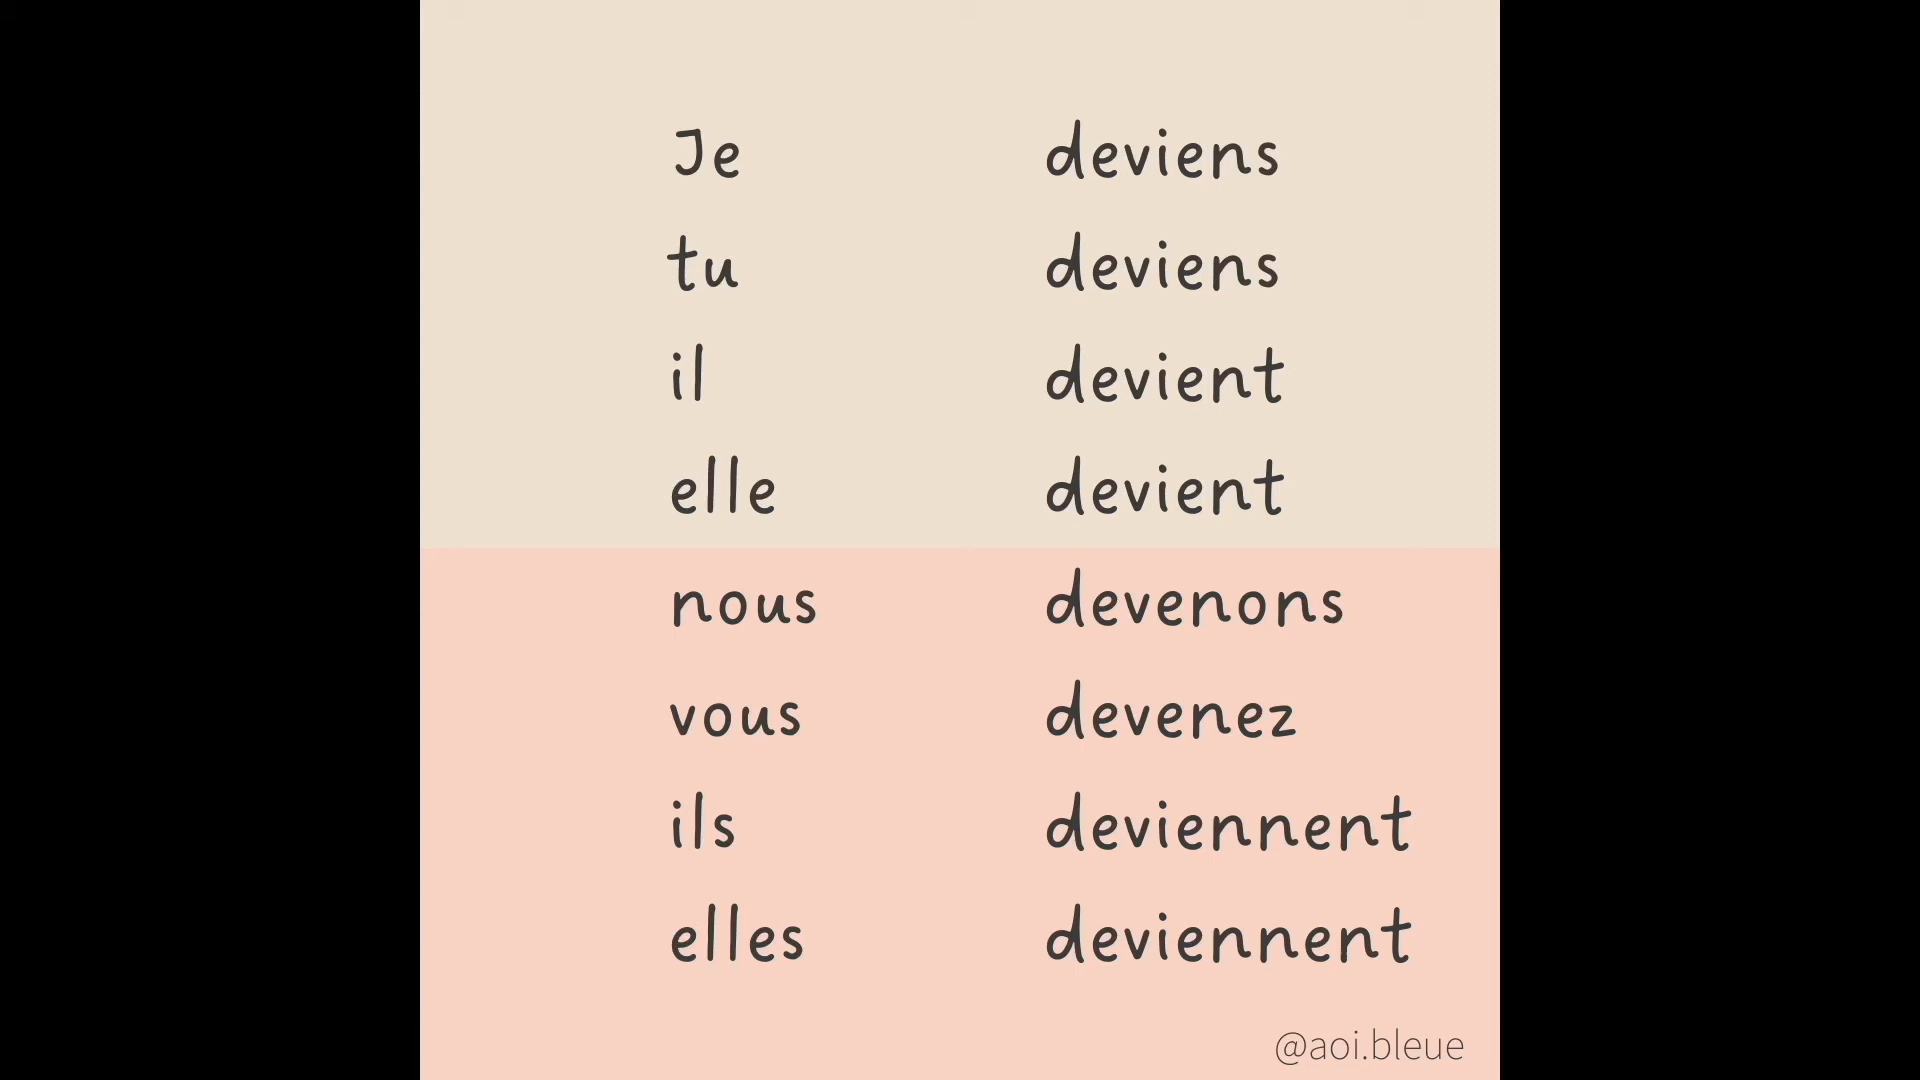 Je deviens
tu deviens
il devient
elle devient
nous devenons
vous devenez
ils deviennent
elles deviennent
@aoi.bleue